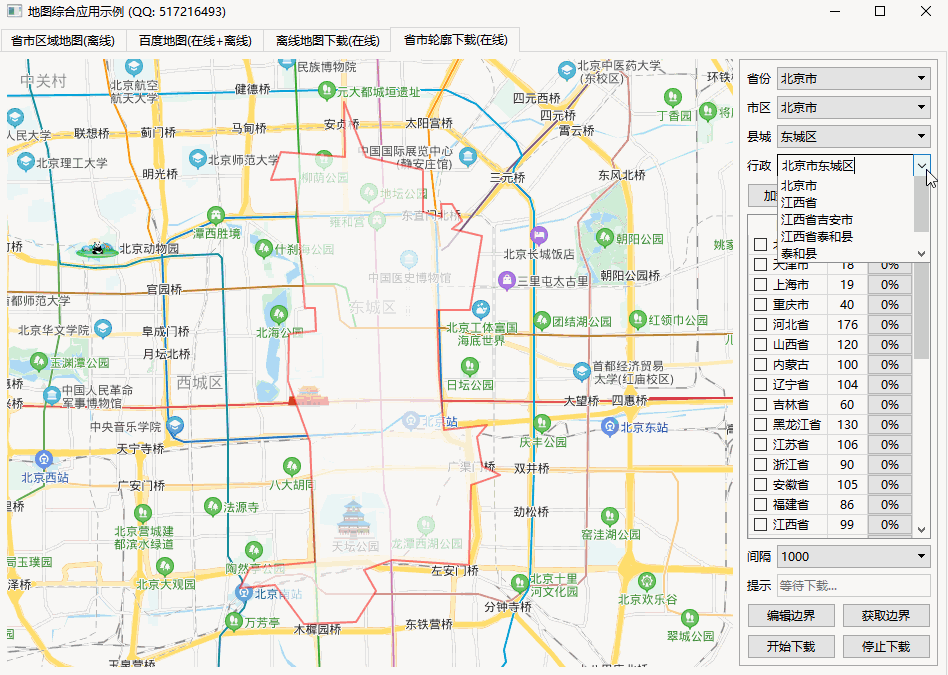 地图综合应用示例 (QQ: 517216493)
省市区域地图(离线)
百度地图(在线+离线)
离线地图下载(在线)
省市轮廓下载(在线)
中关村
北京航空
航天大学
民族博物院
健德桥
元大都城垣遗址
北京中医药大学
(东校区)
环铁
四元西桥
四元桥
霄云桥
丁香园
将
人民大学
联想桥
蓟门桥
马甸桥
安贞桥
太阳宫桥
北京理工大学
北京师范大学
中国国际展览中心
(静安庄馆)
三元桥
东风北桥
明光桥
柳荫公园
地坛公园
雍和宫
东直门北桥
潭西胜境
什刹海公园
北京动物园
桥
北京长城饭店
朝阳公园
姚家
中国医史博物馆
三里屯太古里
朝阳公园桥
官园桥
首都师范大学
东城区
北京华文学院
阜成门桥
北海公园
北京工体富国
海底世界
团结湖公园
红领巾公园
玉渊潭公园
月坛北桥
西城区
日坛公园
首都经济贸易
大学(红庙校区)
中国人民革命
军事博物馆
大望桥
四惠桥
中央音乐学院
北京站
北京东站
天宁寺桥
庆丰公园
北京西站
广渠门桥
双井桥
广安门桥
八大胡同
法源寺
劲松桥
北京营城建
都滨水绿道
天坛公园
龙潭西湖公园
窑洼湖公园
玉璞园
陶然亭公园
左安门桥
北京大观园
泽桥
北京南站
北京十里
河文化园
北京欢乐谷
分钟寺桥
万芳亭
木樨园桥
东铁营桥
翠城公园
玉泉营桥
省份
北京市
市区
北京市
县域
东城区
行政
北京市东城区
加
北京市
江西省
江西省吉安市
江西省泰和县
泰和县
天津市 18 0%
上海市 19 0%
重庆市 40 0%
河北省 176 0%
山西省 120 0%
内蒙古 100 0%
辽宁省 104 0%
吉林省 60 0%
黑龙江省 130 0%
江苏省 106 0%
浙江省 90 0%
安徽省 105 0%
福建省 86 0%
江西省 99 0%
间隔
1000
提示
等待下载...
编辑边界
获取边界
开始下载
停止下载